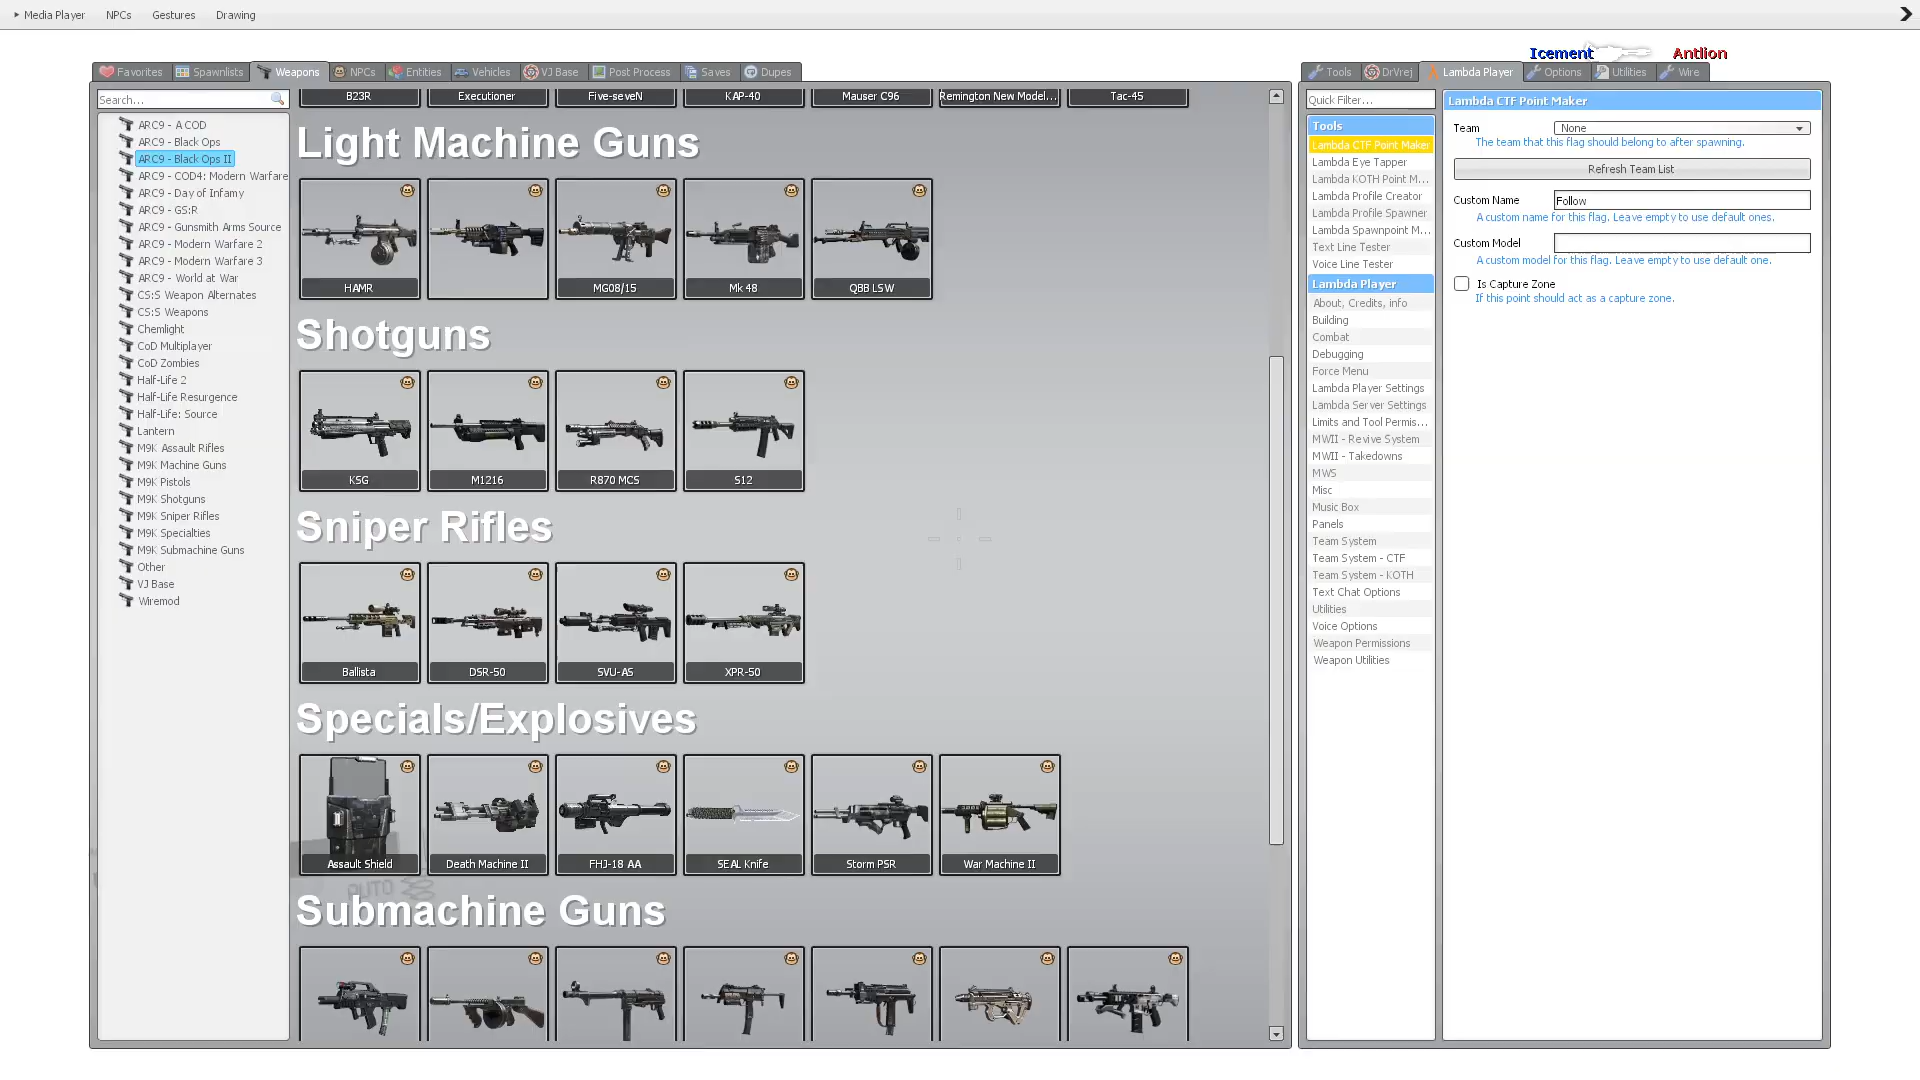 Media Player NPCs Gestures Drawing
Icement Antlion
Favorites Spawnlists Weapons NPCs Entities Vehicles VJ Base Post Process Saves Dupes
Tools DrVrej Lambda Player Options Utilities Wire
Search...
ARC9 - A COD
ARC9 - Black Ops
ARC9 - Black Ops II
ARC9 - COD4: Modern Warfare
ARC9 - Day of Infamy
ARC9 - GS:R
ARC9 - Gunsmith Arms Source
ARC9 - Modern Warfare 2
ARC9 - Modern Warfare 3
ARC9 - World at War
CS:S Weapon Alternates
CS:S Weapons
Chemlight
CoD Multiplayer
CoD Zombies
Half-Life 2
Half-Life Resurgence
Half-Life: Source
Lantern
M9K Assault Rifles
M9K Machine Guns
M9K Pistols
M9K Shotguns
M9K Sniper Rifles
M9K Specialties
M9K Submachine Guns
Other
VJ Base
Wiremod
B23R Executioner Five-seveN KAP-40 Mauser C96 Remington New Model... Tac-45
Light Machine Guns
HAMR MG08/15 Mk 48 QBB LSW
Shotguns
KSG M1216 R870 MCS S12
Sniper Rifles
Ballista DSR-50 SVU-AS XPR-50
Specials/Explosives
Assault Shield Death Machine II FHJ-18 AA SEAL Knife Storm PSR War Machine II
AUTO
Submachine Guns
Quick Filter...
Tools
Lambda CTF Point Maker
Lambda Eye Tapper
Lambda KOTH Point M...
Lambda Profile Creator
Lambda Profile Spawner
Lambda Spawnpoint M...
Text Line Tester
Voice Line Tester
Lambda Player
About, Credits, info
Building
Combat
Debugging
Force Menu
Lambda Player Settings
Lambda Server Settings
Limits and Tool Permis...
MWII - Revive System
MWII - Takedowns
MWS
Misc
Music Box
Panels
Team System
Team System - CTF
Team System - KOTH
Text Chat Options
Utilities
Voice Options
Weapon Permissions
Weapon Utilities
Lambda CTF Point Maker
Team None
The team that this flag should belong to after spawning.
Refresh Team List
Custom Name Follow
A custom name for this flag. Leave empty to use default ones.
Custom Model
A custom model for this flag. Leave empty to use default one.
Is Capture Zone
If this point should act as a capture zone.